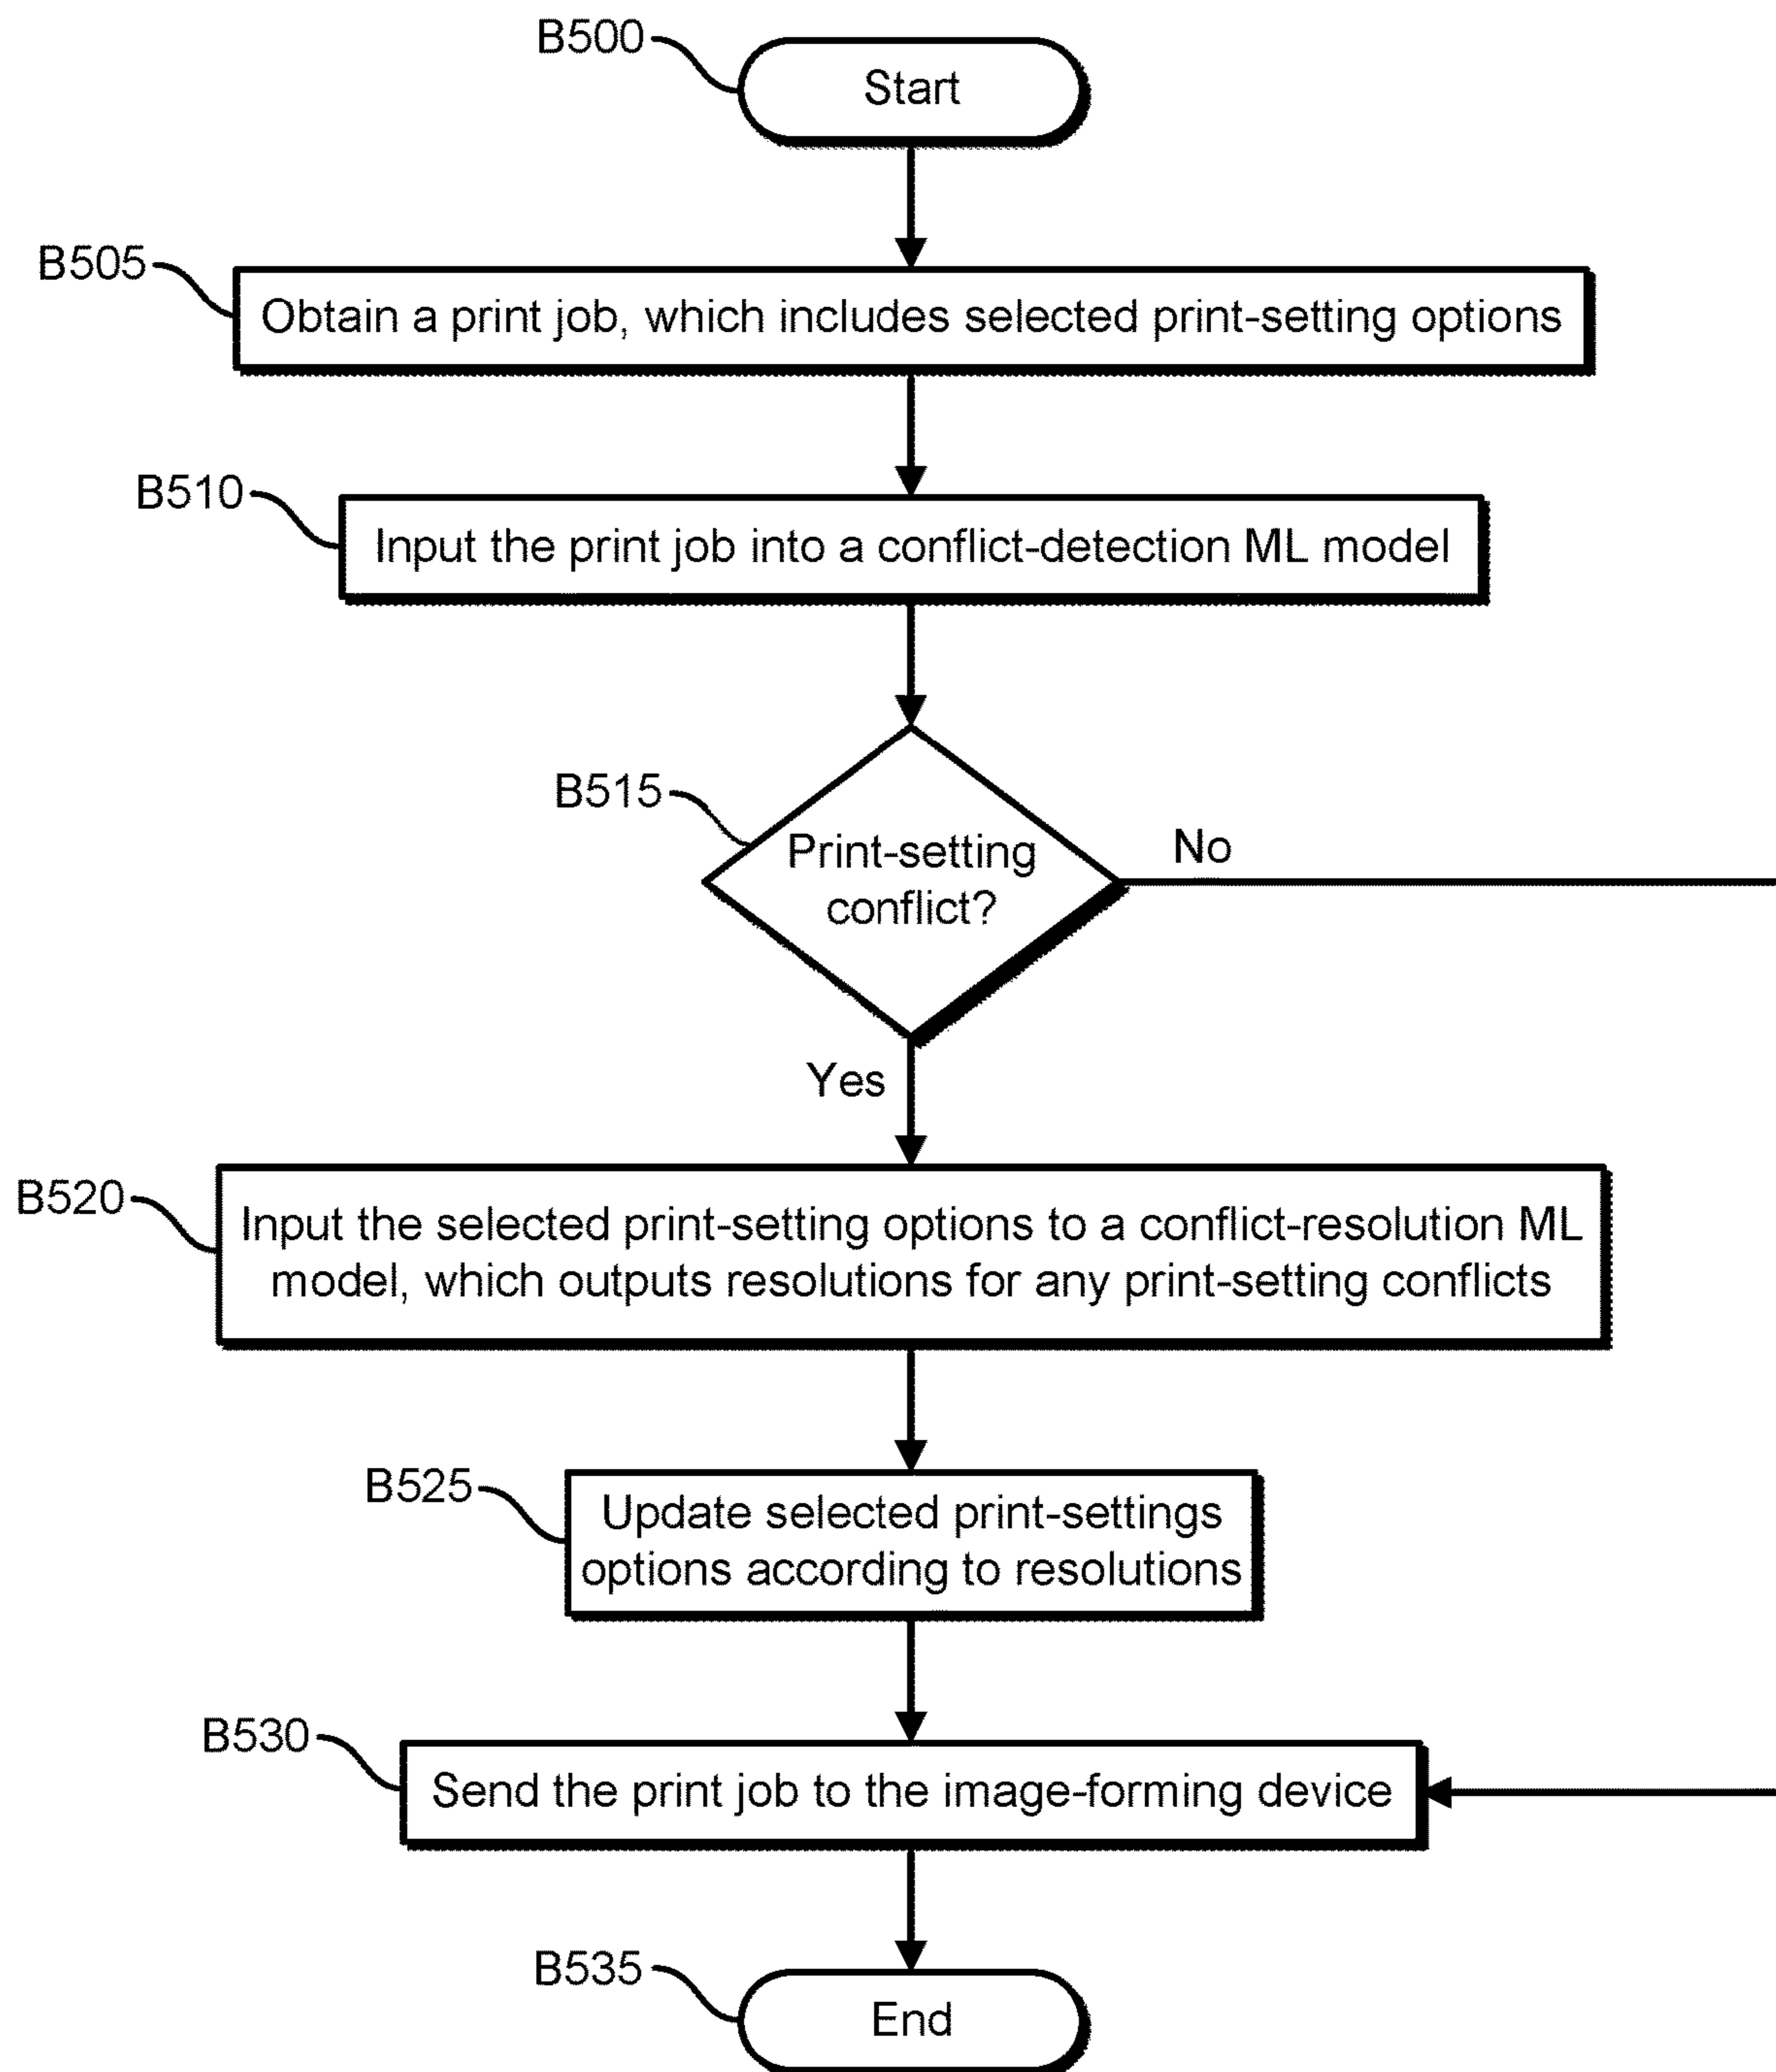 B500
Start
B505
Obtain a print job, which includes selected print-setting options
B510
Input the print job into a conflict-detection ML model
B515
Print-setting
conflict?
No
Yes
B520
Input the selected print-setting options to a conflict-resolution ML
model, which outputs resolutions for any print-setting conflicts
B525
Update selected print-settings
options according to resolutions
B530
Send the print job to the image-forming device
B535
End